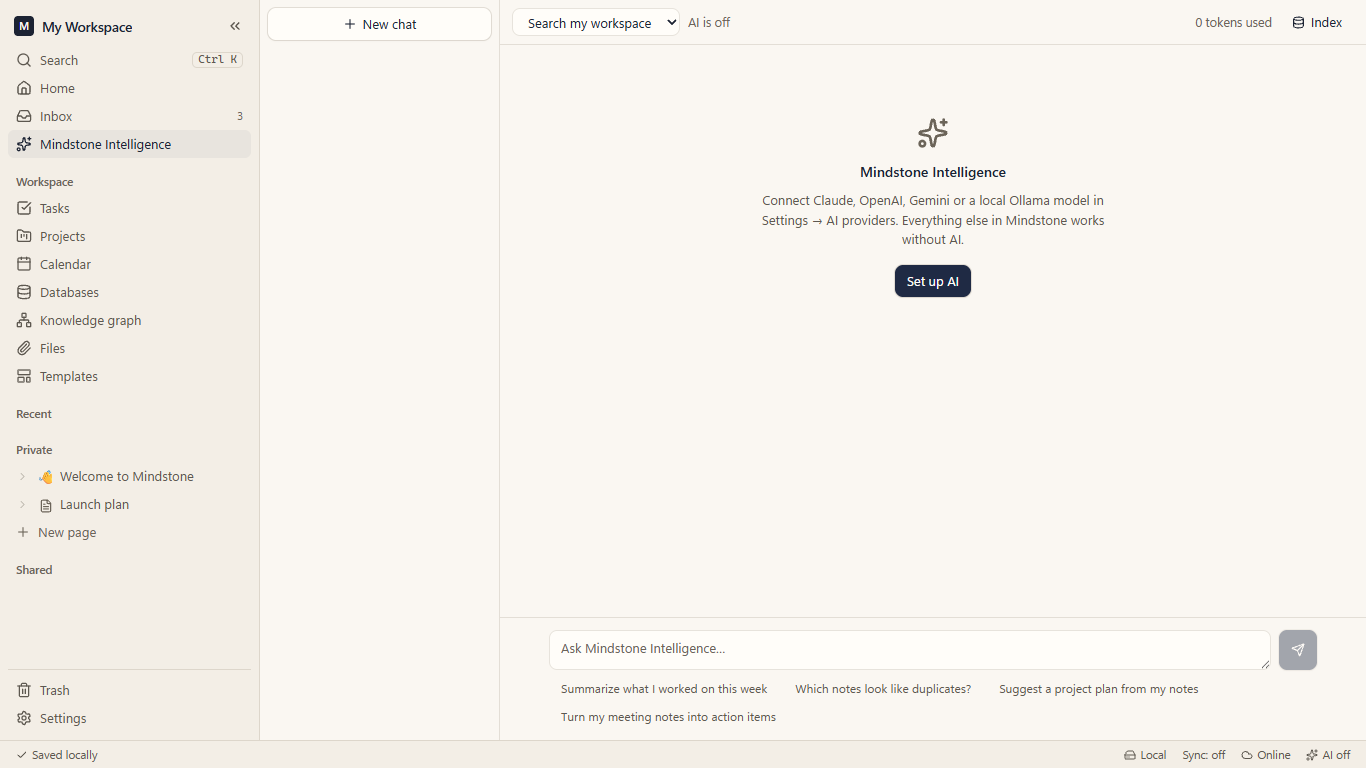 M My Workspace
Search Ctrl K
Home
Inbox 3
Mindstone Intelligence
Workspace
Tasks
Projects
Calendar
Databases
Knowledge graph
Files
Templates
Recent
Private
Welcome to Mindstone
Launch plan
New page
Shared
Trash
Settings
New chat
Search my workspace AI is off 0 tokens used Index
Mindstone Intelligence
Connect Claude, OpenAI, Gemini or a local Ollama model in
Settings → AI providers. Everything else in Mindstone works
without AI.
Set up AI
Ask Mindstone Intelligence...
Summarize what I worked on this week Which notes look like duplicates? Suggest a project plan from my notes
Turn my meeting notes into action items
Saved locally Local Sync: off Online AI off